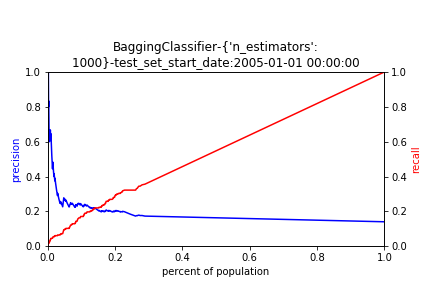 BaggingClassifier-{'n_estimators':
1000}-test_set_start_date:2005-01-01 00:00:00
1.0
0.8
0.6
0.4
0.2
0.0
precision
1.0
0.8
0.6
0.4
0.2
0.0
recall
0.0 0.2 0.4 0.6 0.8 1.0
percent of population